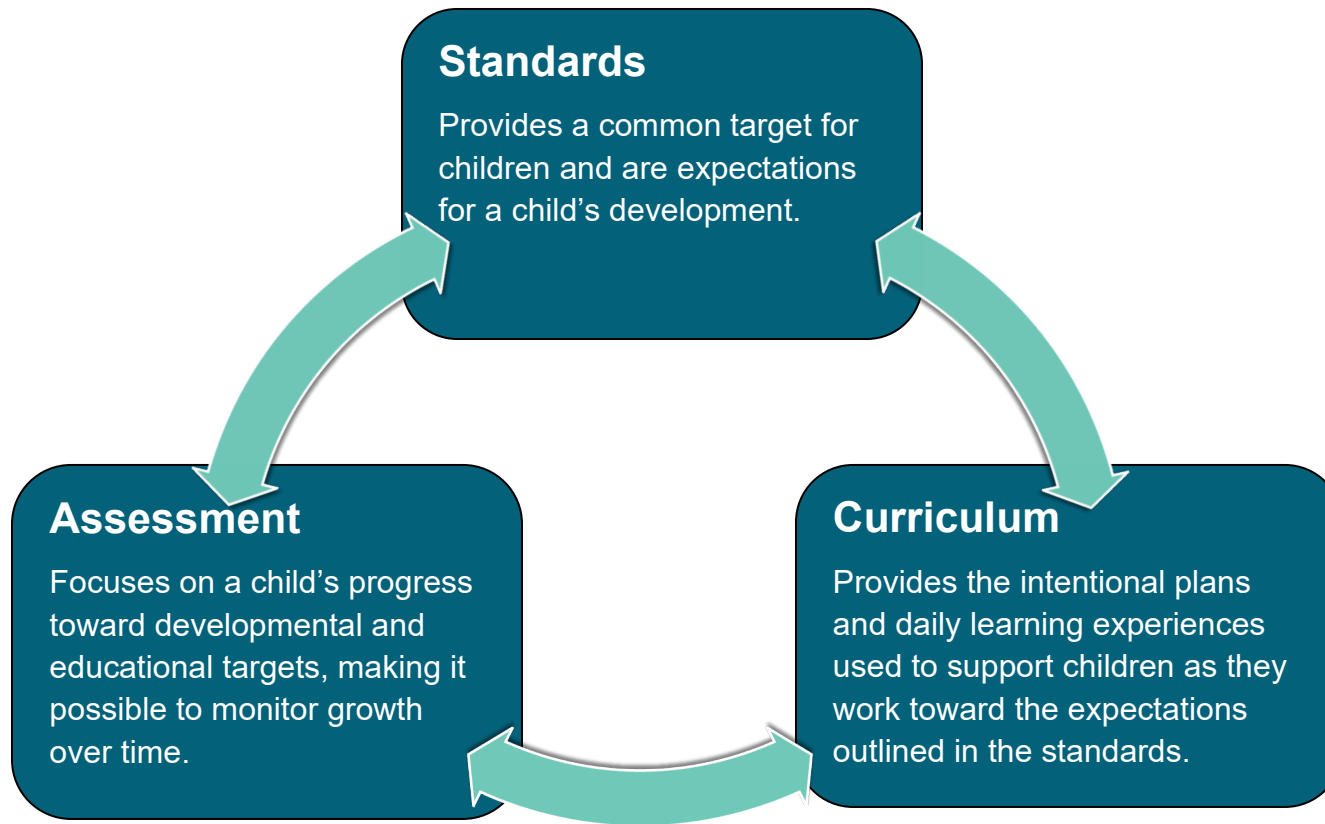 Standards
Provides a common target for
children and are expectations
for a child’s development.
Assessment
Focuses on a child’s progress
toward developmental and
educational targets, making it
possible to monitor growth
over time.
Curriculum
Provides the intentional plans
and daily learning experiences
used to support children as they
work toward the expectations
outlined in the standards.